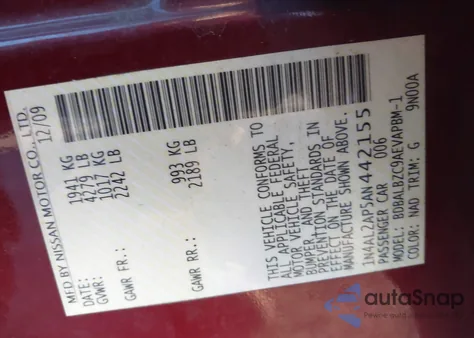 MFD BY NISSAN MOTOR CO., LTD.
DATE: 12/09
GVWR: 1941 KG
4277 LB
GAWR FR.: 1017 KG
2242 LB
GAWR RR.: 993 KG
2189 LB
THIS VEHICLE CONFORMS TO
ALL APPLICABLE FEDERAL
MOTOR VEHICLE SAFETY,
BUMPER, AND THEFT
PREVENTION STANDARDS IN
EFFECT ON THE DATE OF
MANUFACTURE SHOWN ABOVE.
1N4AL2AP5AN442155
PASSENGER CAR 006
MODEL: BDBALBZC9AEVAPBM-1
COLOR: NAD TRIM: G 9N00A
autaSnap